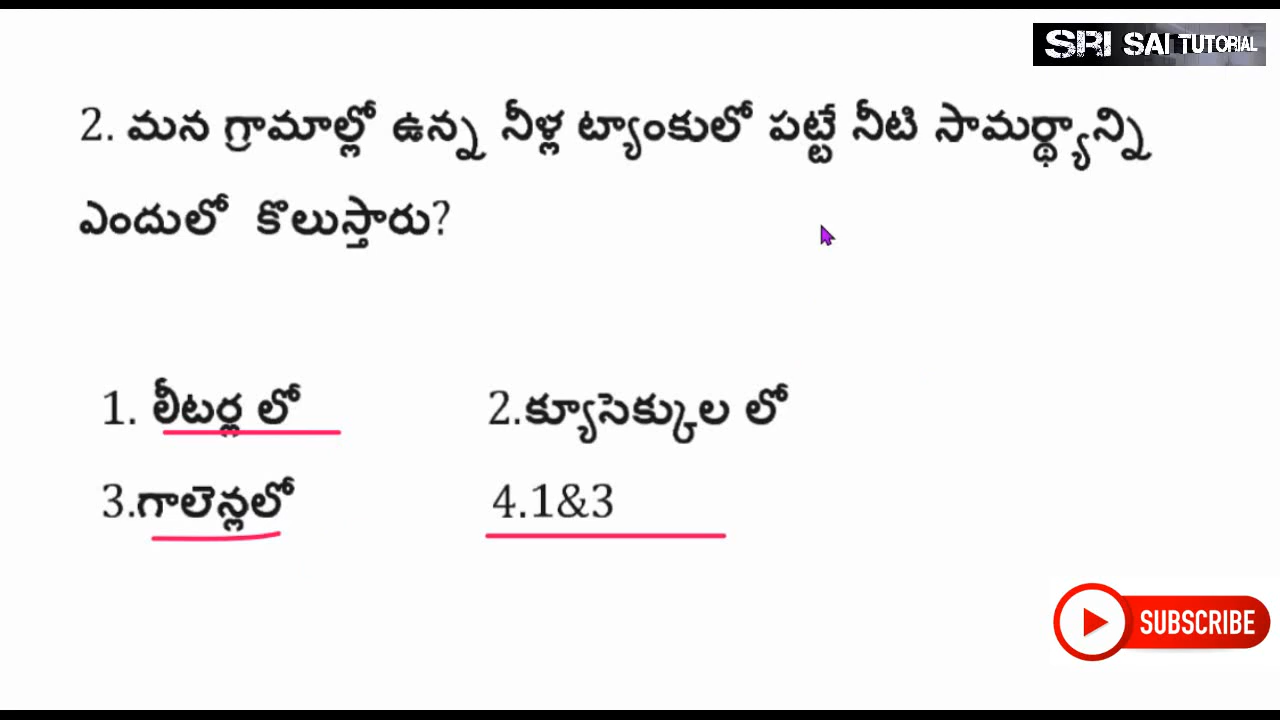 SRI SAI TUTORIAL
2. మన గ్రామాల్లో ఉన్న నీళ్ల ట్యాంకులో పట్టే నీటి సామర్థ్యాన్ని
ఎందులో కొలుస్తారు?
1. లీటర్ల లో 2.క్యూసెక్కుల లో
3.గాలెన్లలో 4.1&3
SUBSCRIBE